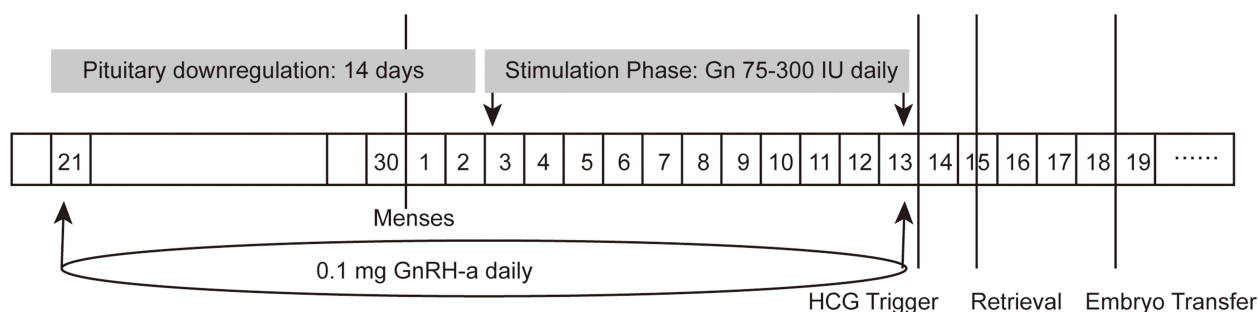 Pituitary downregulation: 14 days
Stimulation Phase: Gn 75-300 IU daily
21 30 1 2 3 4 5 6 7 8 9 10 11 12 13 14 15 16 17 18 19 ......
Menses
0.1 mg GnRH-a daily
HCG Trigger Retrieval Embryo Transfer